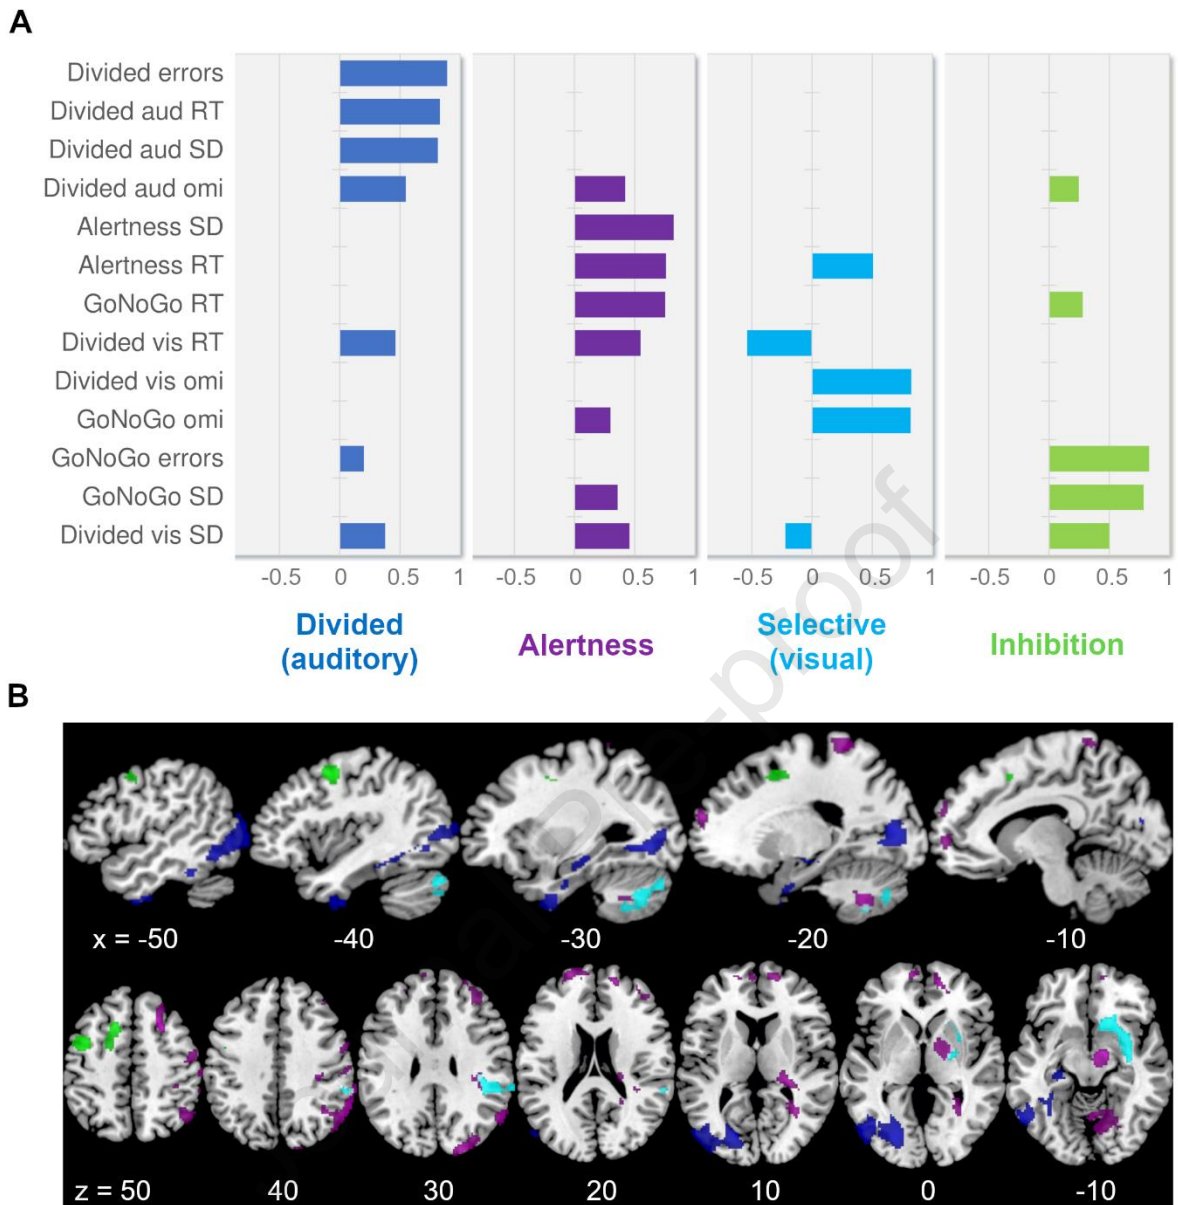 A
Divided errors
Divided aud RT
Divided aud SD
Divided aud omi
Alertness SD
Alertness RT
GoNoGo RT
Divided vis RT
Divided vis omi
GoNoGo omi
GoNoGo errors
GoNoGo SD
Divided vis SD
-0.5 0 0.5 1 -0.5 0 0.5 1 -0.5 0 0.5 1 -0.5 0 0.5 1
Divided
(auditory)
Alertness
Selective
(visual)
Inhibition
B
x = -50 -40 -30 -20 -10
z = 50 40 30 20 10 0 -10
Journal Pre-proof